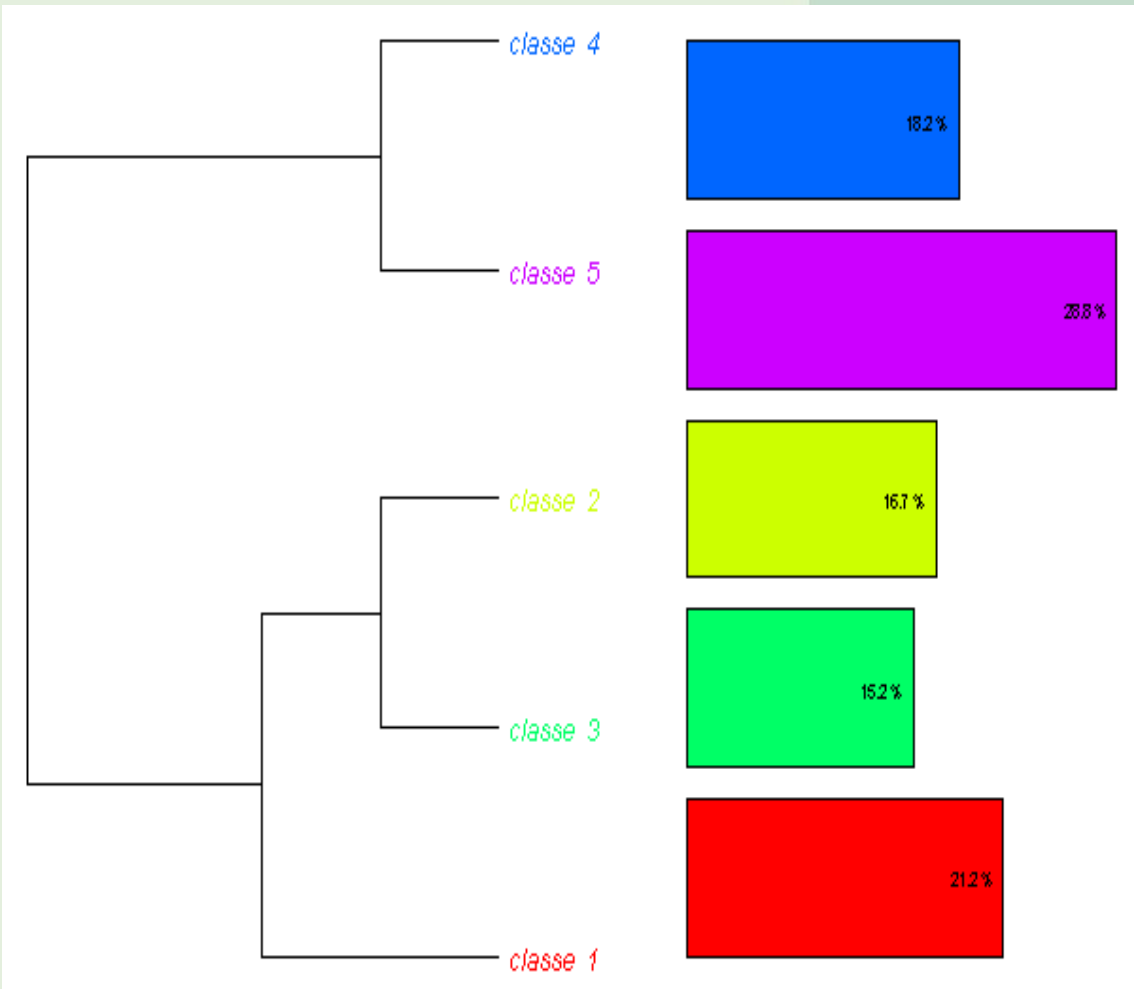 classe 4
18.2 %
classe 5
28.8 %
classe 2
16.7 %
classe 3
15.2 %
classe 1
21.2 %